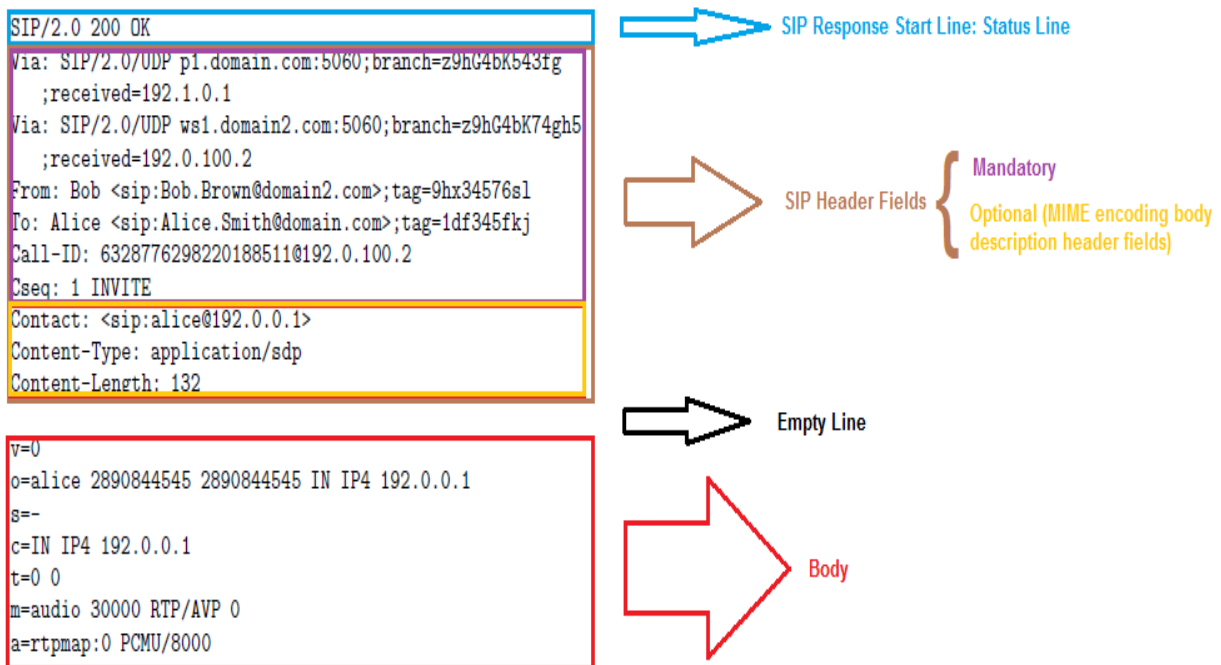 SIP/2.0 200 OK
SIP Response Start Line: Status Line
Via: SIP/2.0/UDP p1.domain.com:5060;branch=z9hG4bK543fg
;received=192.1.0.1
Via: SIP/2.0/UDP ws1.domain2.com:5060;branch=z9hG4bK74gh5
;received=192.0.100.2
From: Bob <sip:Bob.Brown@domain2.com>;tag=9hx34576sl
To: Alice <sip:Alice.Smith@domain.com>;tag=1df345fkj
Call-ID: 6328776298220188511@192.0.100.2
Cseq: 1 INVITE
Contact: <sip:alice@192.0.0.1>
Content-Type: application/sdp
Content-Length: 132
SIP Header Fields
Mandatory
Optional (MIME encoding body
description header fields)
Empty Line
v=0
o=alice 2890844545 2890844545 IN IP4 192.0.0.1
s=-
c=IN IP4 192.0.0.1
t=0 0
m=audio 30000 RTP/AVP 0
a=rtpmap:0 PCMU/8000
Body